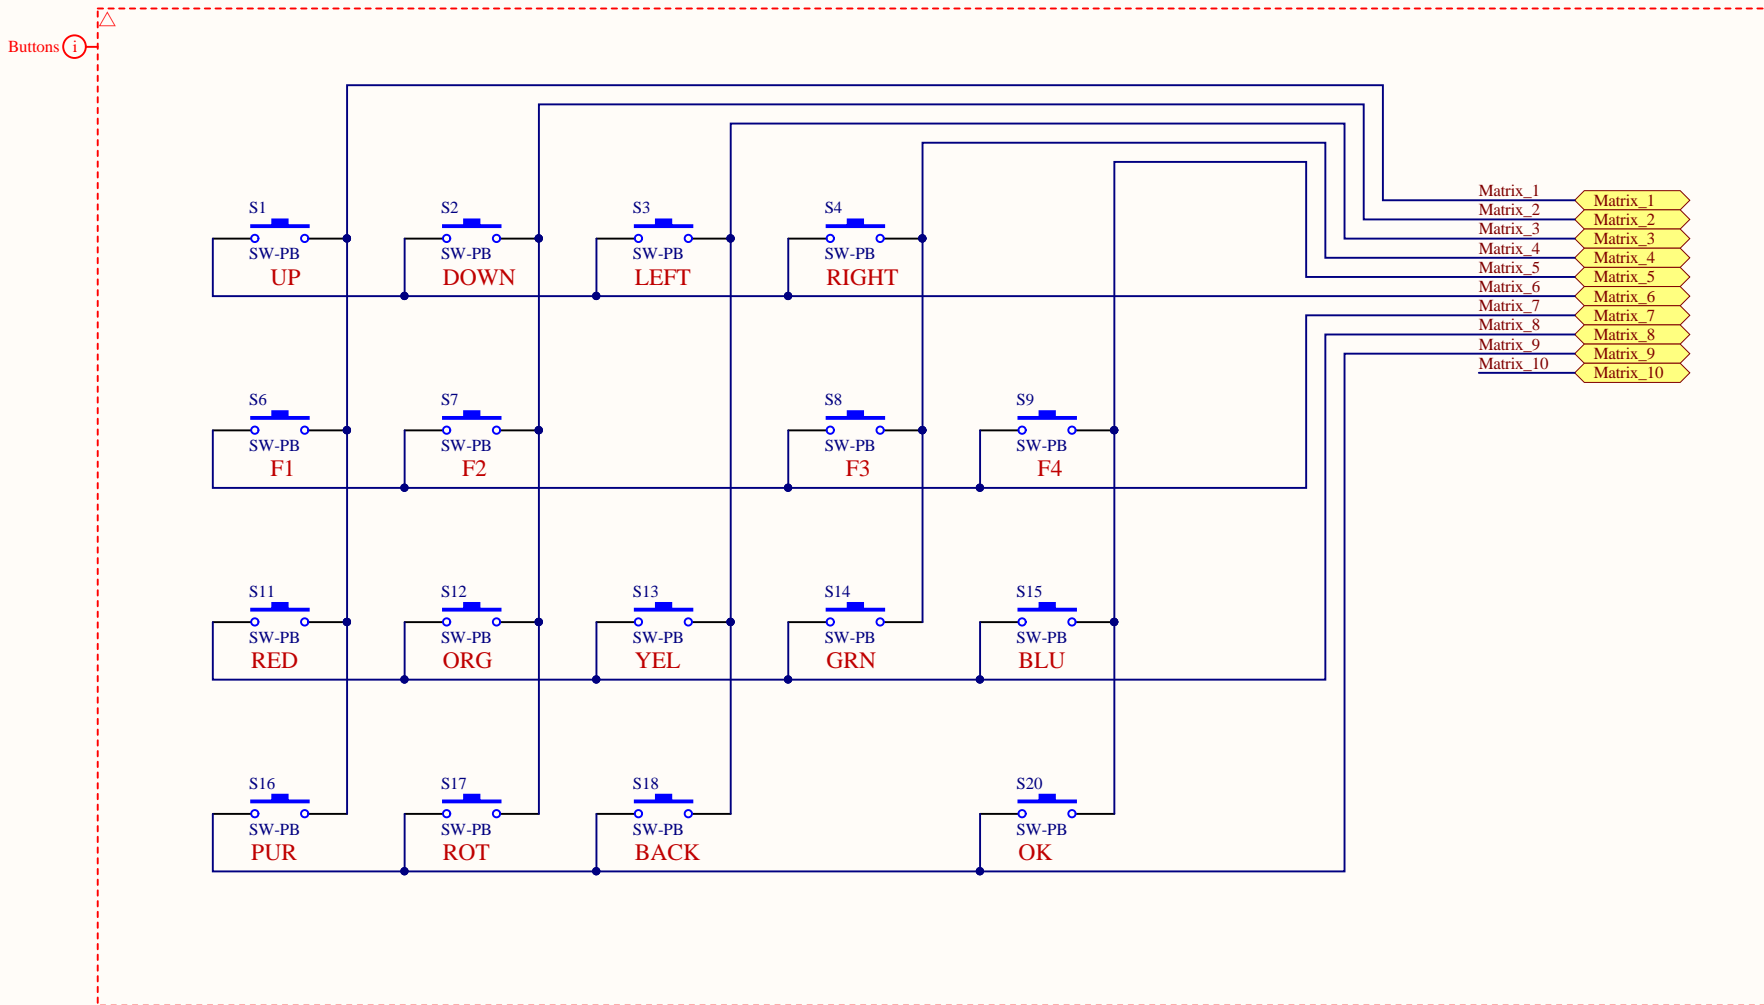 Buttons i
Matrix_1 Matrix_1
Matrix_2 Matrix_2
Matrix_3 Matrix_3
Matrix_4 Matrix_4
Matrix_5 Matrix_5
Matrix_6 Matrix_6
Matrix_7 Matrix_7
Matrix_8 Matrix_8
Matrix_9 Matrix_9
Matrix_10 Matrix_10
S1 S2 S3 S4
SW-PB SW-PB SW-PB SW-PB
UP DOWN LEFT RIGHT
S6 S7 S8 S9
SW-PB SW-PB SW-PB SW-PB
F1 F2 F3 F4
S11 S12 S13 S14 S15
SW-PB SW-PB SW-PB SW-PB SW-PB
RED ORG YEL GRN BLU
S16 S17 S18 S20
SW-PB SW-PB SW-PB SW-PB
PUR ROT BACK OK